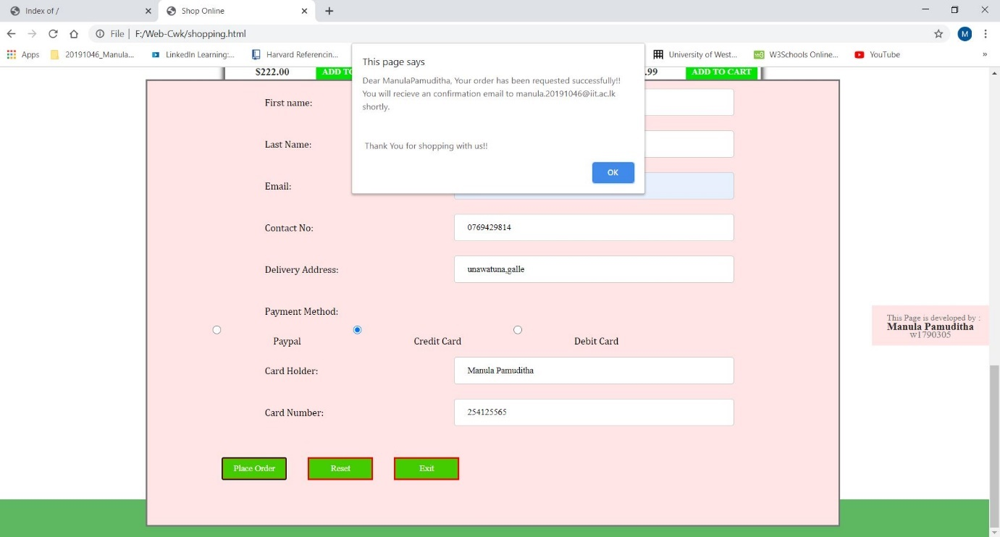 Index of /
Shop Online
File | F:/Web-Cwk/shopping.html
M
Apps
20191046_Manula...
LinkedIn Learning:...
Harvard Referencin...
University of West...
W3Schools Online...
YouTube
»
This page says
Dear ManulaPamuditha, Your order has been requested successfully!!
You will recieve an confirmation email to manula.20191046@iit.ac.lk
shortly.
Thank You for shopping with us!!
OK
$222.00
ADD TO
.99
ADD TO CART
First name:
Last Name:
Email:
Contact No:
0769429814
Delivery Address:
unawatuna,galle
Payment Method:
Paypal
Credit Card
Debit Card
Card Holder:
Manula Pamuditha
Card Number:
254125565
Place Order
Reset
Exit
This Page is developed by :
Manula Pamuditha
w1790305